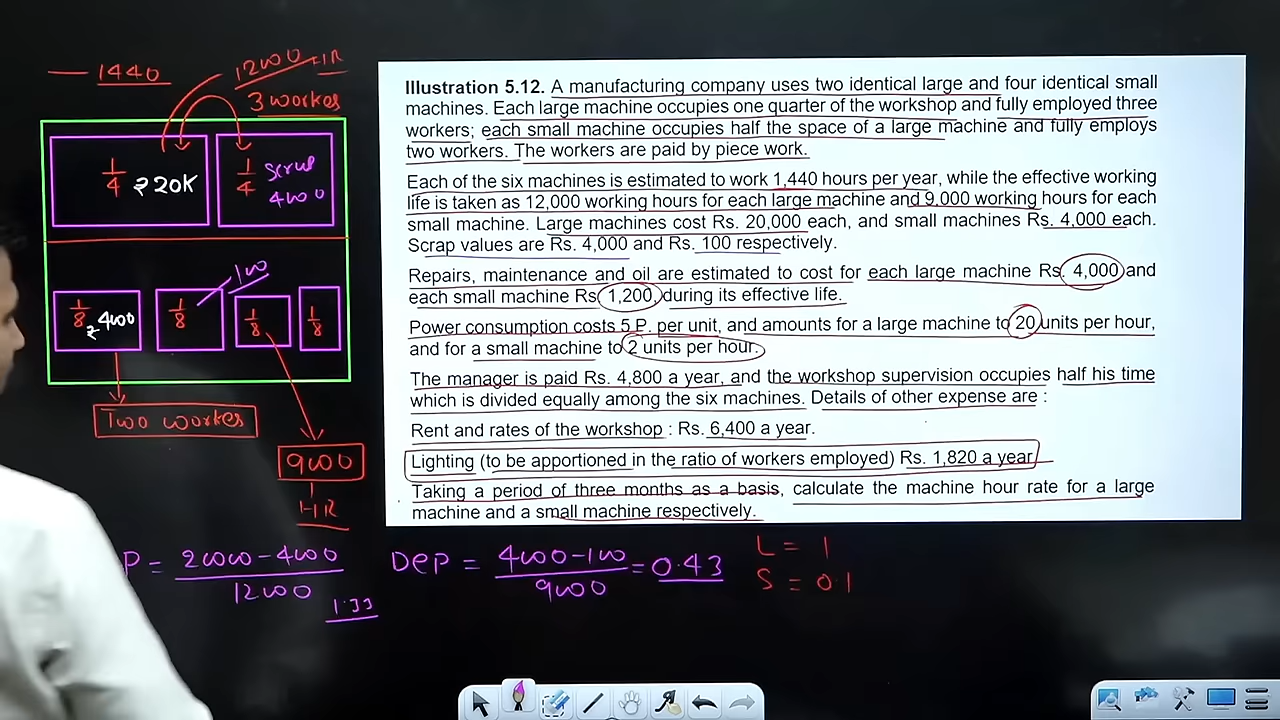 1440
12000 HR
3 worker
1/4 ₹20K
1/4 Scrap
4000
100
1/8 ₹4000
1/8
1/8
1/8
Two worker
9000
HR
Illustration 5.12. A manufacturing company uses two identical large and four identical small
machines. Each large machine occupies one quarter of the workshop and fully employed three
workers; each small machine occupies half the space of a large machine and fully employs
two workers. The workers are paid by piece work.
Each of the six machines is estimated to work 1,440 hours per year, while the effective working
life is taken as 12,000 working hours for each large machine and 9,000 working hours for each
small machine. Large machines cost Rs. 20,000 each, and small machines Rs. 4,000 each.
Scrap values are Rs. 4,000 and Rs. 100 respectively.
Repairs, maintenance and oil are estimated to cost for each large machine Rs. 4,000 and
each small machine Rs 1,200, during its effective life.
Power consumption costs 5 P. per unit, and amounts for a large machine to 20 units per hour,
and for a small machine to 2 units per hour.
The manager is paid Rs. 4,800 a year, and the workshop supervision occupies half his time
which is divided equally among the six machines. Details of other expense are :
Rent and rates of the workshop : Rs. 6,400 a year.
Lighting (to be apportioned in the ratio of workers employed) Rs. 1,820 a year
Taking a period of three months as a basis, calculate the machine hour rate for a large
machine and a small machine respectively.
P = 20000 - 4000 / 12000
1.33
DEP = 4000 - 100 / 9000 = 0.43
L = 1
S = 0.1